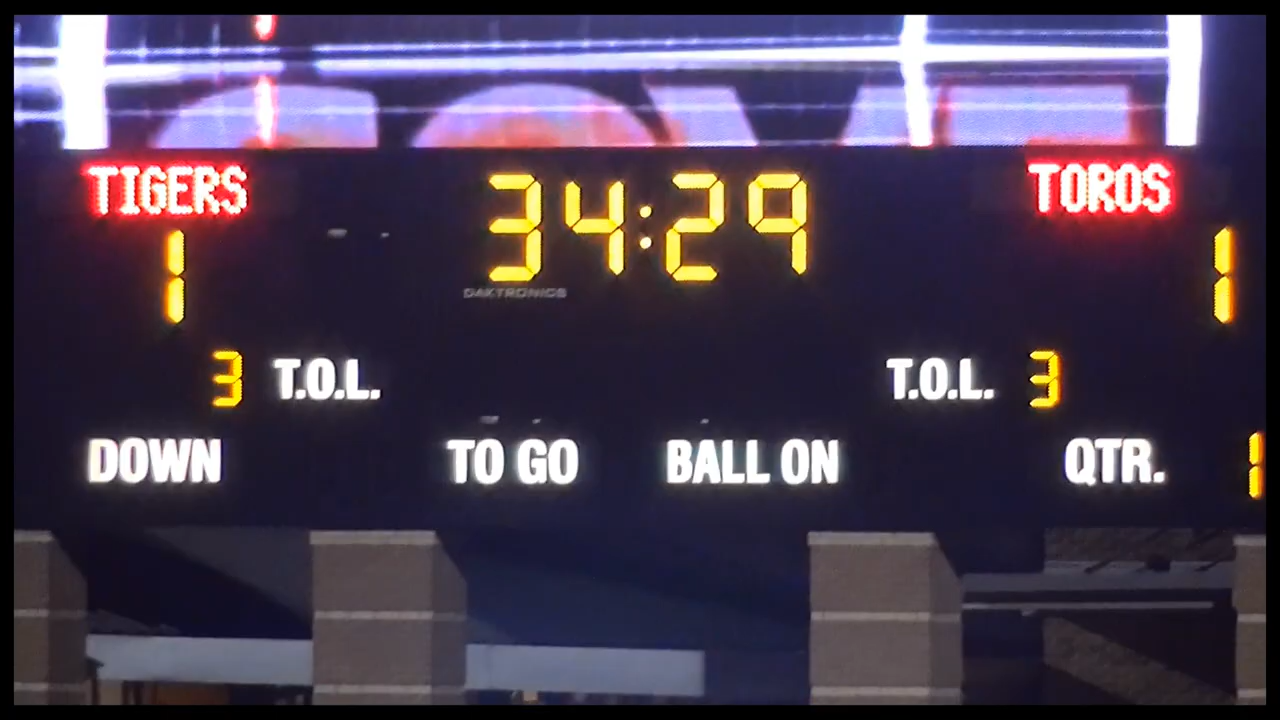 TIGERS 34:29 TOROS
DAKTRONICS
1 1
3 T.O.L. T.O.L. 3
DOWN TO GO BALL ON QTR. 1